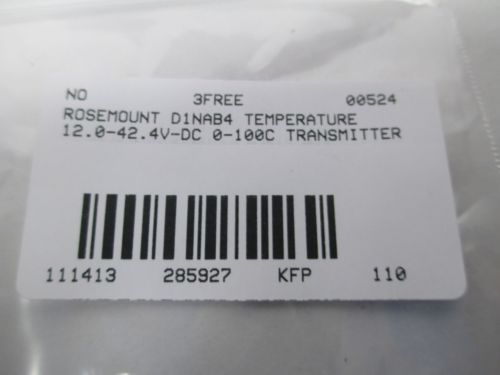 NO 3FREE 00524
ROSEMOUNT D1NAB4 TEMPERATURE
12.0-42.4V-DC 0-100C TRANSMITTER
111413 285927 KFP 110